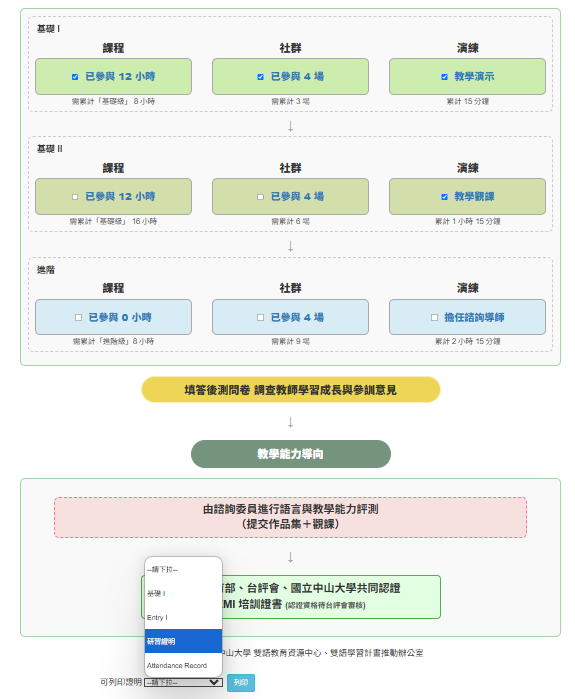 基礎 I
課程 社群 演練
已參與 12 小時 已參與 4 場 教學演示
需累計「基礎級」 8 小時 需累計 3 場 累計 15 分鐘
↓
基礎 II
課程 社群 演練
已參與 12 小時 已參與 4 場 教學觀課
需累計「基礎級」 16 小時 需累計 6 場 累計 1 小時 15 分鐘
↓
進階
課程 社群 演練
已參與 0 小時 已參與 4 場 擔任諮詢導師
需累計「進階級」8 小時 需累計 9 場 累計 2 小時 15 分鐘
填答後測問卷 調查教師學習成長與參訓意見
↓
教學能力導向
由諮詢委員進行語言與教學能力評測
（提交作品集＋觀課）
↓
部、台評會、國立中山大學共同認證
EMI 培訓證書 (認證資格待台評會審核)
--請下拉--
基礎 I
Entry I
研習證明
Attendance Record
中山大學 雙語教育資源中心、雙語學習計畫推動辦公室
可列印證明 --請下拉-- 列印